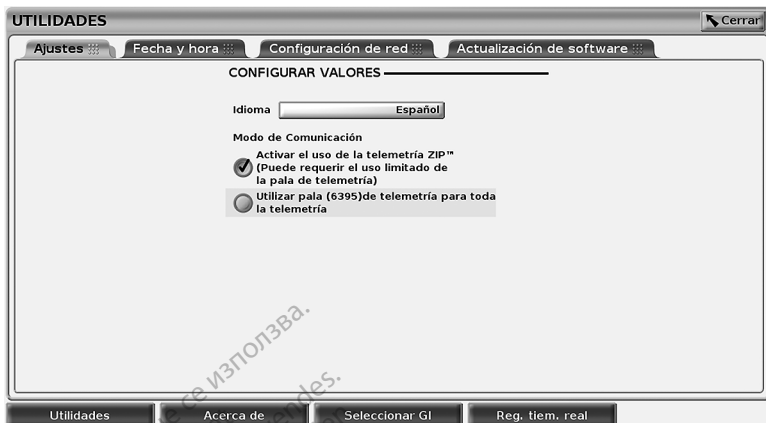 UTILIDADES
Cerrar
Ajustes
Fecha y hora
Configuración de red
Actualización de software
CONFIGURAR VALORES
Idioma
Español
Modo de Comunicación
Activar el uso de la telemetría ZIP™
(Puede requerir el uso limitado de
la pala de telemetría)
Utilizar pala (6395)de telemetría para toda
la telemetría
се използва.
Utilidades
Acerca de
Seleccionar GI
Reg. tiem. real